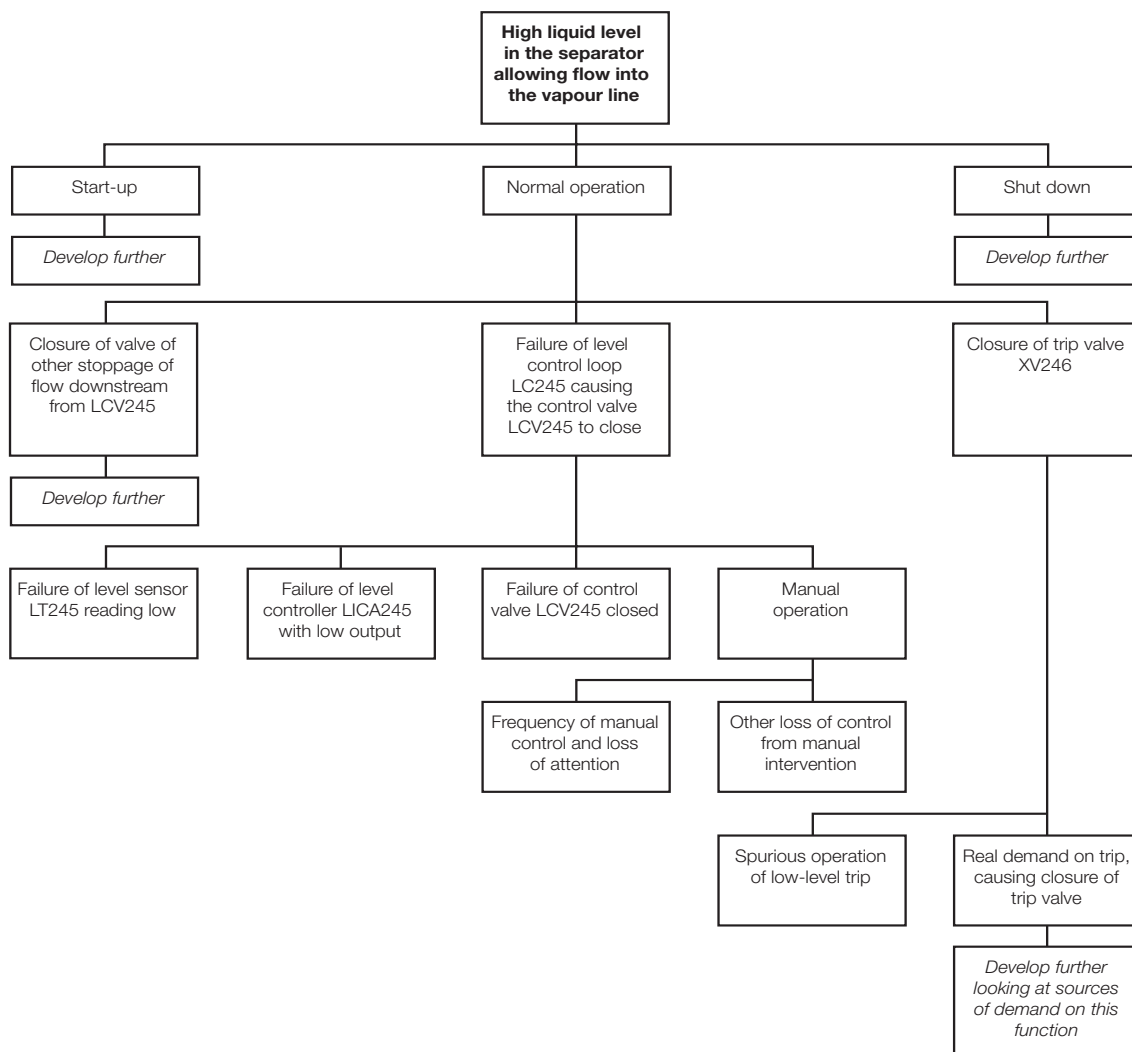 High liquid level
in the separator
allowing flow into
the vapour line
Start-up
Normal operation
Shut down
Develop further
Develop further
Closure of valve of
other stoppage of
flow downstream
from LCV245
Failure of level
control loop
LC245 causing
the control valve
LCV245 to close
Closure of trip valve
XV246
Develop further
Failure of level sensor
LT245 reading low
Failure of level
controller LICA245
with low output
Failure of control
valve LCV245 closed
Manual
operation
Frequency of manual
control and loss
of attention
Other loss of control
from manual
intervention
Spurious operation
of low-level trip
Real demand on trip,
causing closure of
trip valve
Develop further
looking at sources
of demand on this
function